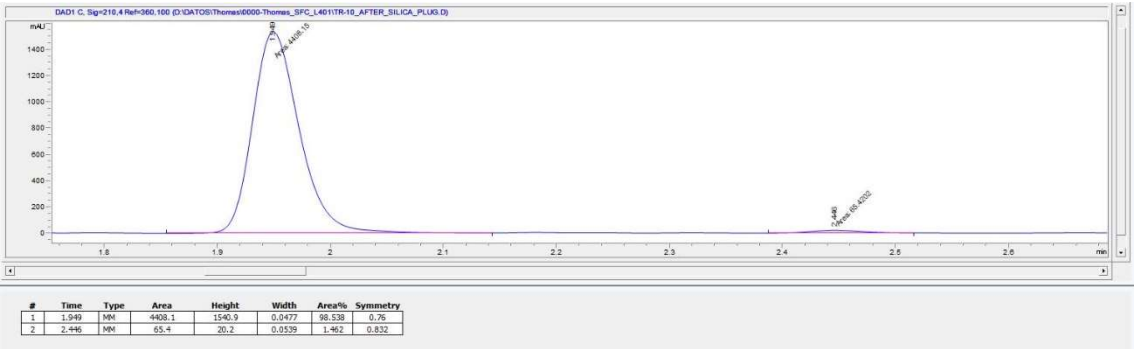 DAD1 C, Sig=210,4 Ref=360,100 (D:\DATOS\Thomas\0000-Thomas_SFC_L401\TR-10_AFTER_SILICA_PLUG.D)
mAU
1.949
Area: 4408.15
1400
1200
1000
800
600
400
200
0
2.446
Area: 65.4202
1.8 1.9 2 2.1 2.2 2.3 2.4 2.5 2.6 min
# Time Type Area Height Width Area% Symmetry
1 1.949 MM 4408.1 1540.9 0.0477 98.538 0.76
2 2.446 MM 65.4 20.2 0.0539 1.462 0.832